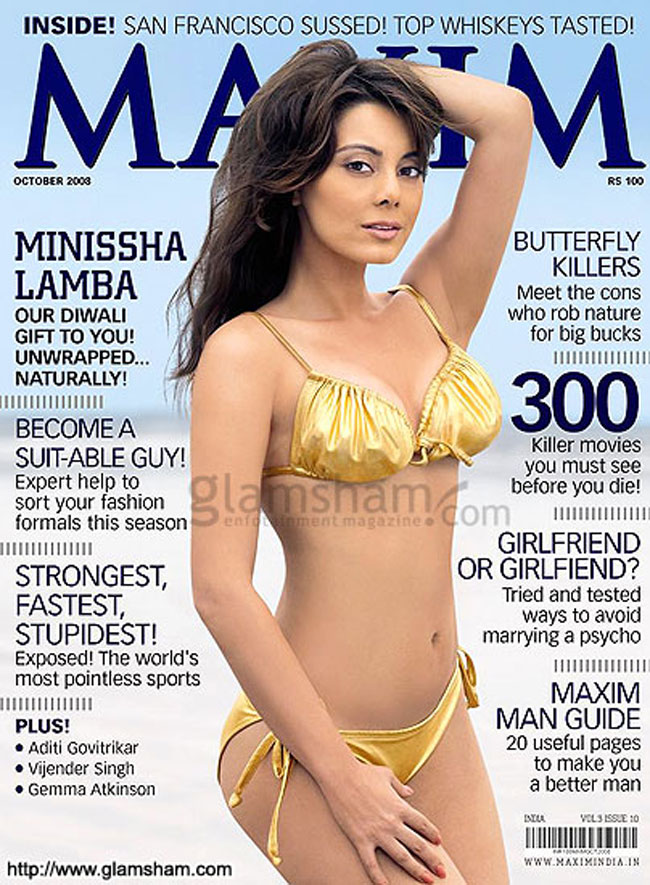 INSIDE! SAN FRANCISCO SUSSED! TOP WHISKEYS TASTED!
MAXIM
OCTOBER 2008
RS 100
MINISSHA
LAMBA
OUR DIWALI
GIFT TO YOU!
UNWRAPPED...
NATURALLY!
BECOME A
SUIT-ABLE GUY!
Expert help to
sort your fashion
formals this season
STRONGEST,
FASTEST,
STUPIDEST!
Exposed! The world's
most pointless sports
PLUS!
• Aditi Govitrikar
• Vijender Singh
• Gemma Atkinson
BUTTERFLY
KILLERS
Meet the cons
who rob nature
for big bucks
300
Killer movies
you must see
before you die!
GIRLFRIEND
OR GIRLFIEND?
Tried and tested
ways to avoid
marrying a psycho
MAXIM
MAN GUIDE
20 useful pages
to make you
a better man
INDIA VOL 3 ISSUE 10
WWW.MAXIMINDIA.IN
glamsham.com
entertainment magazine.
http://www.glamsham.com